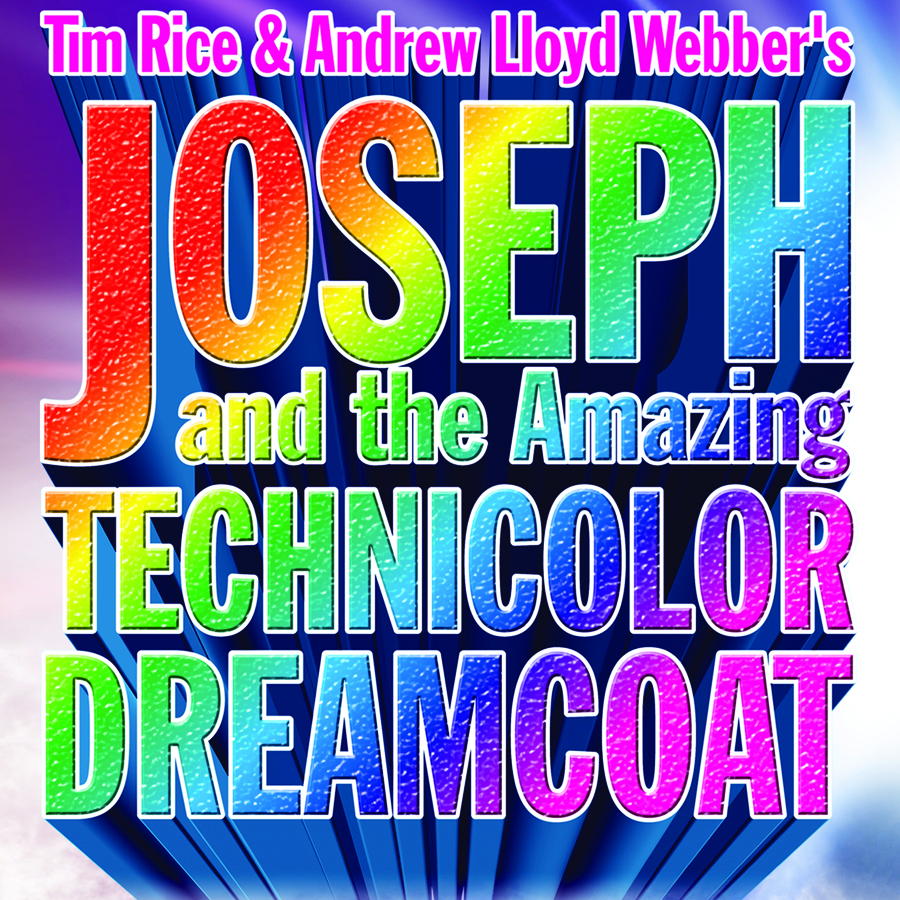 Tim Rice & Andrew Lloyd Webber's
JOSEPH
and the Amazing
TECHNICOLOR
DREAMCOAT